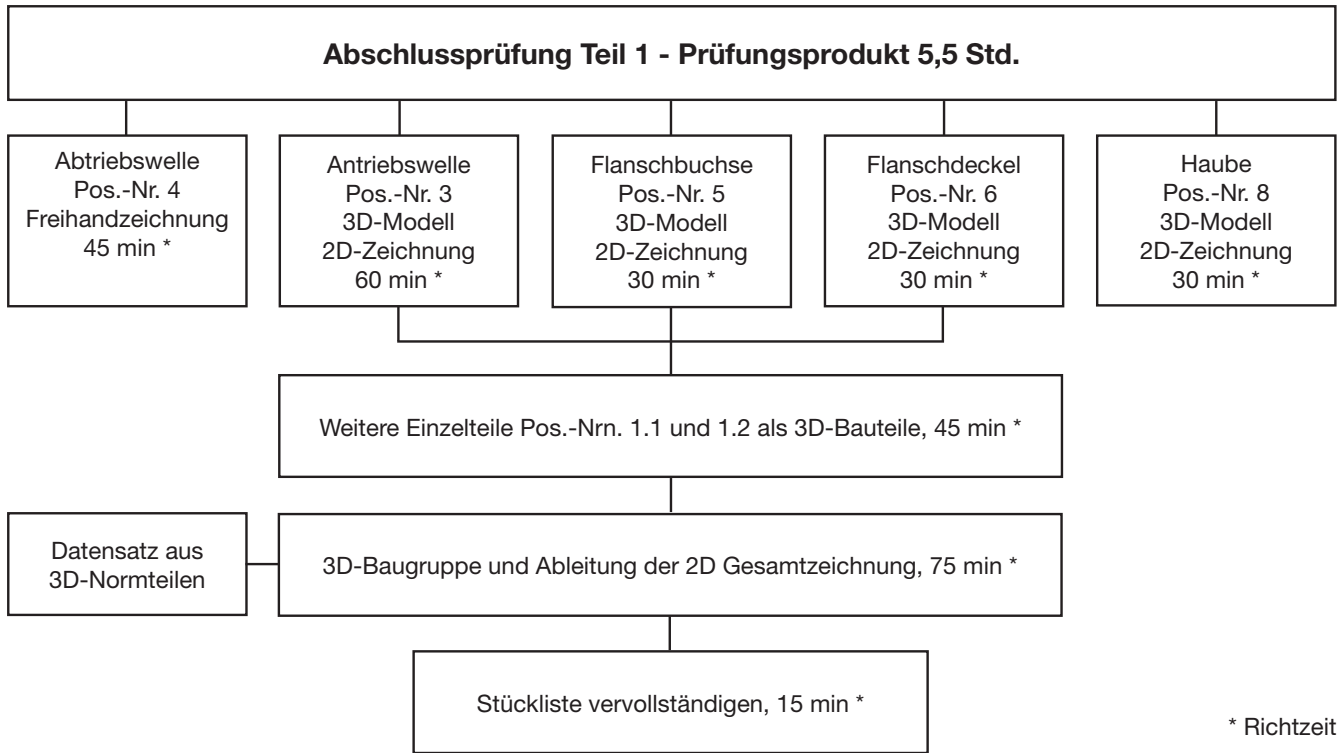 Abschlussprüfung Teil 1 - Prüfungsprodukt 5,5 Std.
Abtriebswelle
Pos.-Nr. 4
Freihandzeichnung
45 min *
Antriebswelle
Pos.-Nr. 3
3D-Modell
2D-Zeichnung
60 min *
Flanschbuchse
Pos.-Nr. 5
3D-Modell
2D-Zeichnung
30 min *
Flanschdeckel
Pos.-Nr. 6
3D-Modell
2D-Zeichnung
30 min *
Haube
Pos.-Nr. 8
3D-Modell
2D-Zeichnung
30 min *
Weitere Einzelteile Pos.-Nrn. 1.1 und 1.2 als 3D-Bauteile, 45 min *
Datensatz aus
3D-Normteilen
3D-Baugruppe und Ableitung der 2D Gesamtzeichnung, 75 min *
Stückliste vervollständigen, 15 min *
* Richtzeit